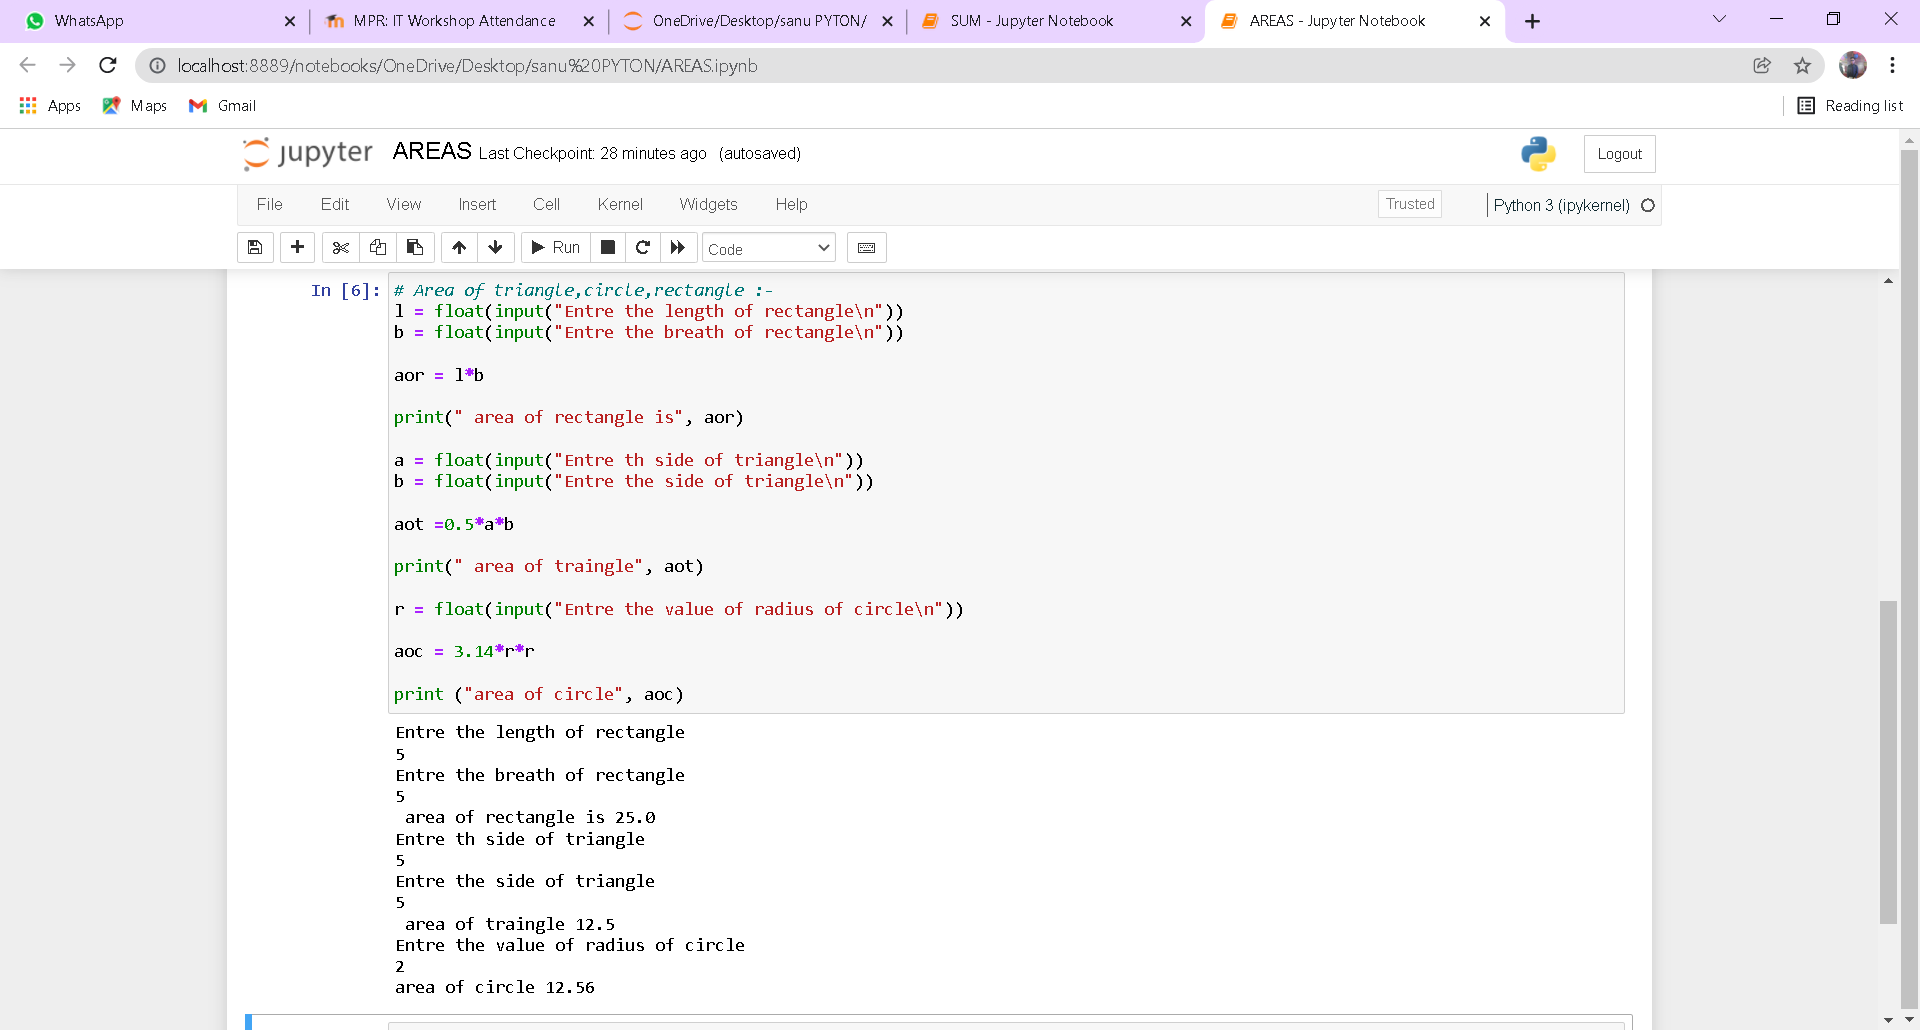 WhatsApp
MPR: IT Workshop Attendance
OneDrive/Desktop/sanu PYTON/
SUM - Jupyter Notebook
AREAS - Jupyter Notebook
localhost:8889/notebooks/OneDrive/Desktop/sanu%20PYTON/AREAS.ipynb
Apps Maps Gmail Reading list
jupyter AREAS Last Checkpoint: 28 minutes ago (autosaved) Logout
File Edit View Insert Cell Kernel Widgets Help Trusted Python 3 (ipykernel)
Run Code
In [6]: # Area of triangle,circle,rectangle :-
l = float(input("Entre the length of rectangle\n"))
b = float(input("Entre the breath of rectangle\n"))
aor = l*b
print(" area of rectangle is", aor)
a = float(input("Entre th side of triangle\n"))
b = float(input("Entre the side of triangle\n"))
aot =0.5*a*b
print(" area of traingle", aot)
r = float(input("Entre the value of radius of circle\n"))
aoc = 3.14*r*r
print ("area of circle", aoc)
Entre the length of rectangle
5
Entre the breath of rectangle
5
area of rectangle is 25.0
Entre th side of triangle
5
Entre the side of triangle
5
area of traingle 12.5
Entre the value of radius of circle
2
area of circle 12.56